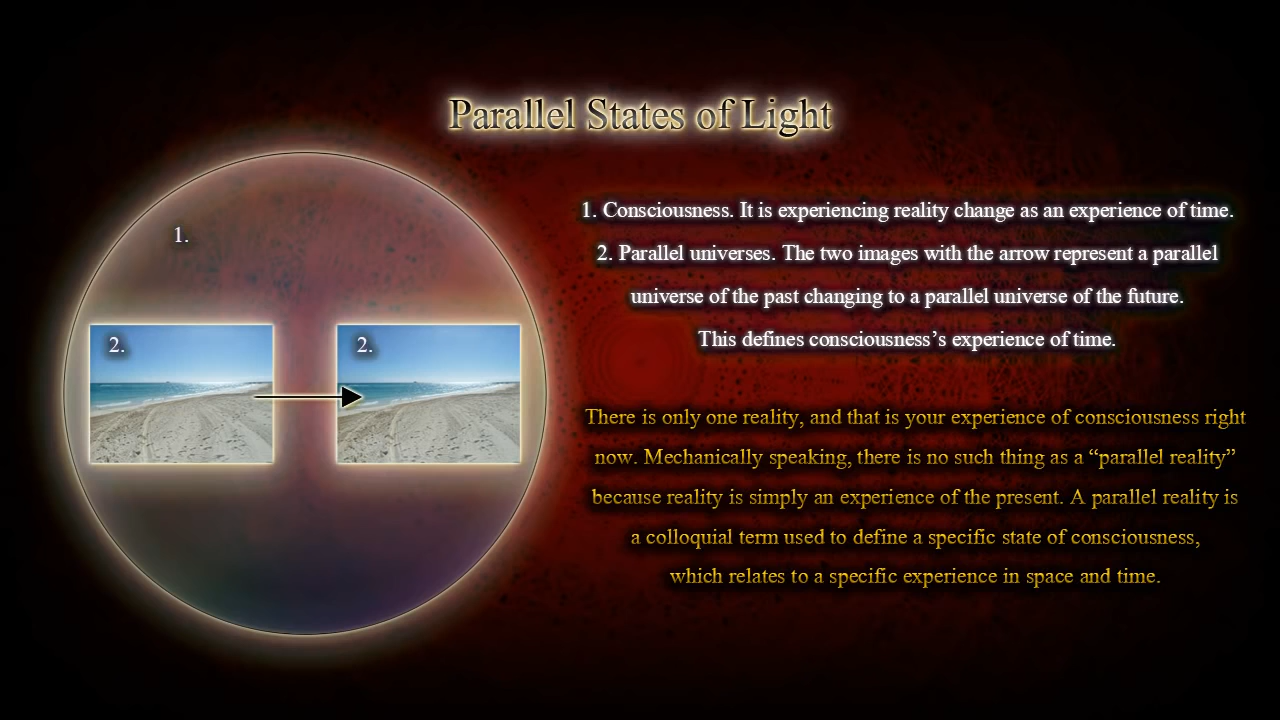 Parallel States of Light
1.
1. Consciousness. It is experiencing reality change as an experience of time.
2. Parallel universes. The two images with the arrow represent a parallel
universe of the past changing to a parallel universe of the future.
This defines consciousness’s experience of time.
2.
2.
There is only one reality, and that is your experience of consciousness right
now. Mechanically speaking, there is no such thing as a “parallel reality”
because reality is simply an experience of the present. A parallel reality is
a colloquial term used to define a specific state of consciousness,
which relates to a specific experience in space and time.